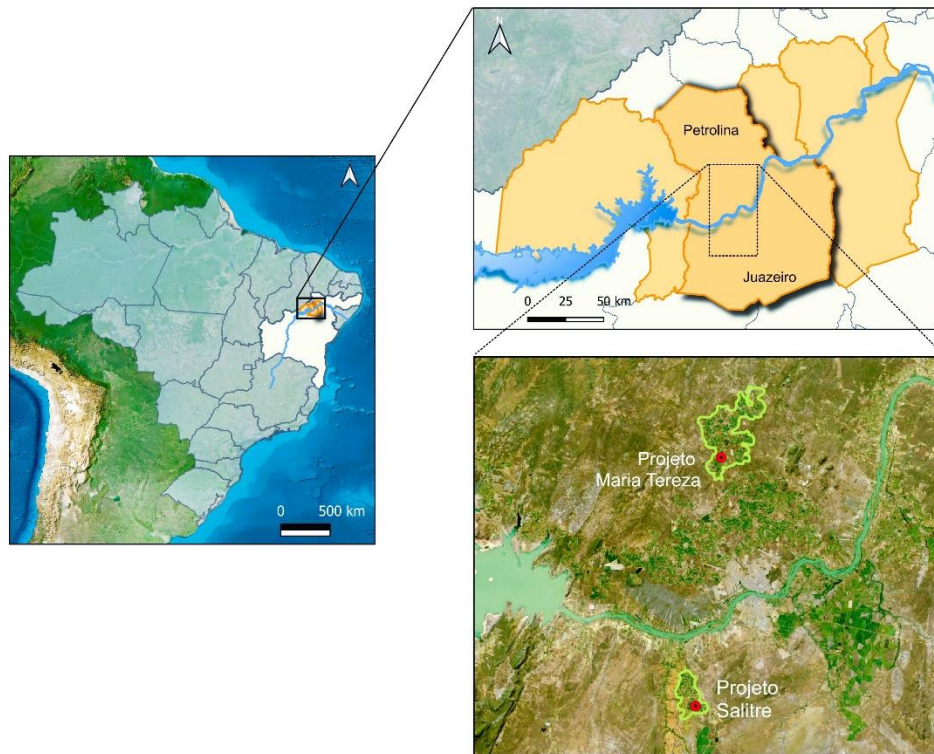 N
Petrolina
Juazeiro
0 25 50 km
0 500 km
Projeto
Maria Tereza
Projeto
Salitre